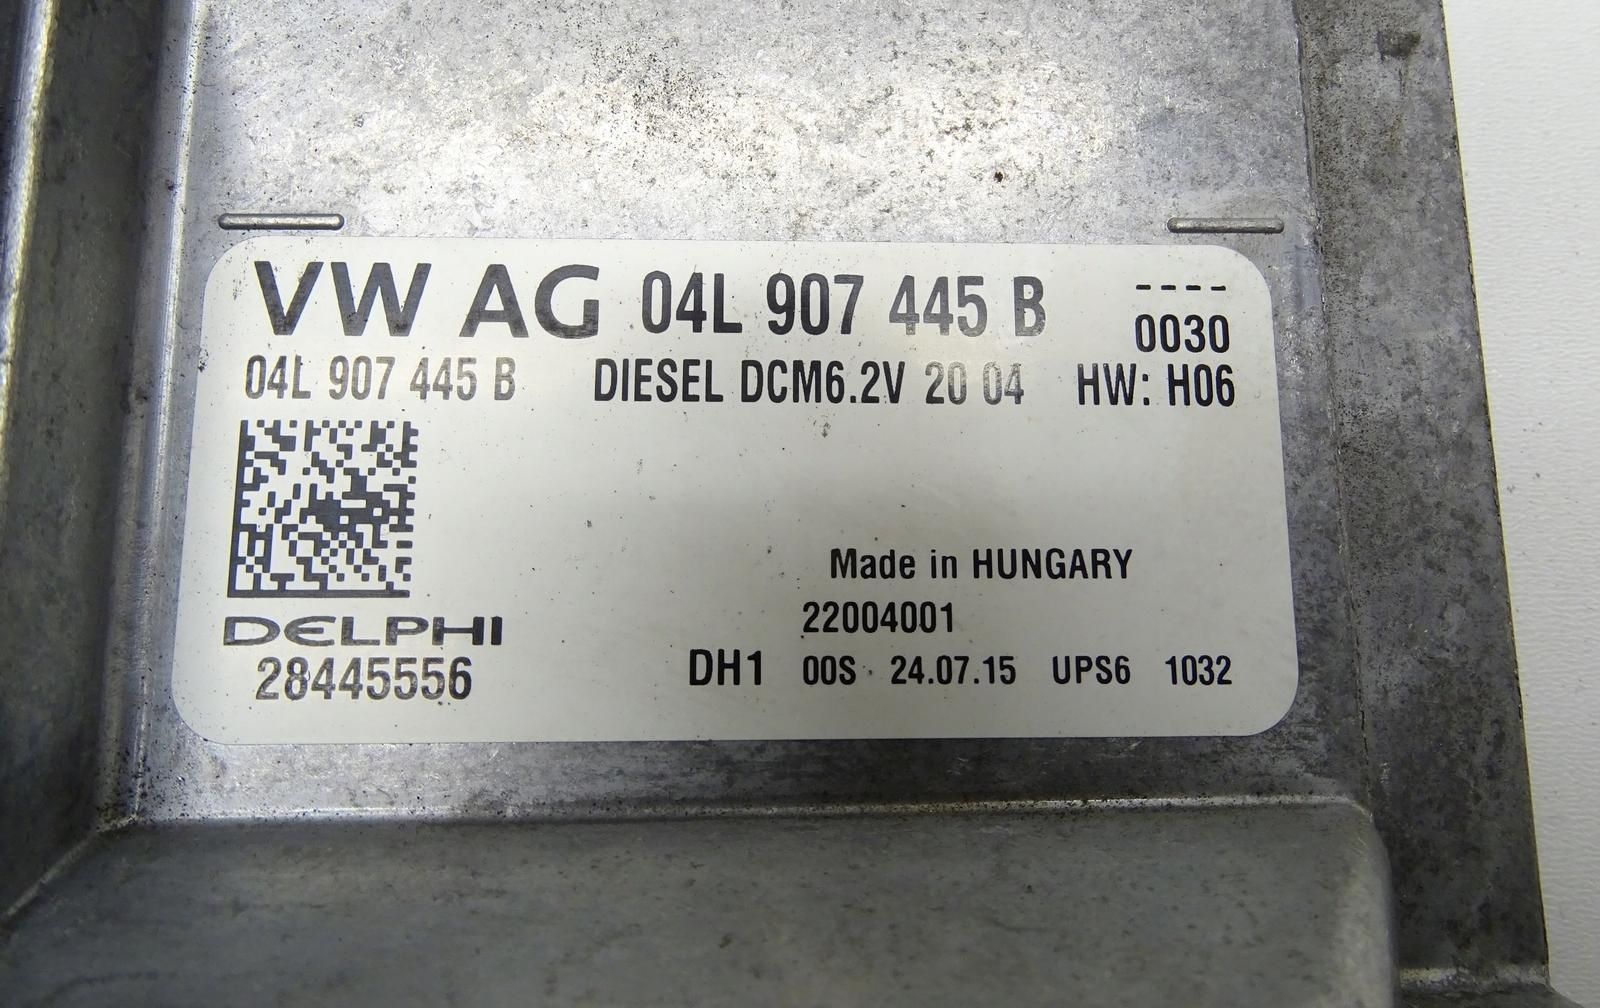 VW AG 04L 907 445 B ----
0030
04L 907 445 B DIESEL DCM6.2V 20 04 HW: H06
Made in HUNGARY
DELPHI 22004001
28445556 DH1 00S 24.07.15 UPS6 1032